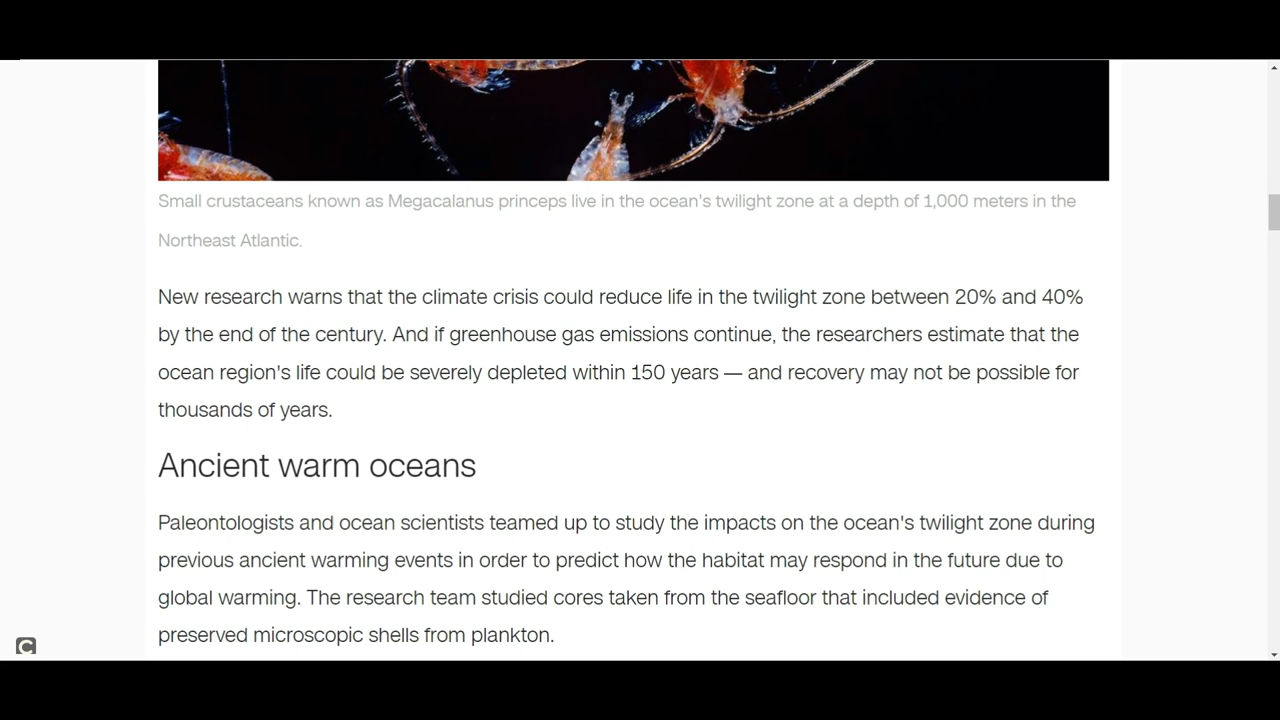 Small crustaceans known as Megacalanus princeps live in the ocean's twilight zone at a depth of 1,000 meters in the
Northeast Atlantic.
New research warns that the climate crisis could reduce life in the twilight zone between 20% and 40%
by the end of the century. And if greenhouse gas emissions continue, the researchers estimate that the
ocean region's life could be severely depleted within 150 years — and recovery may not be possible for
thousands of years.
Ancient warm oceans
Paleontologists and ocean scientists teamed up to study the impacts on the ocean's twilight zone during
previous ancient warming events in order to predict how the habitat may respond in the future due to
global warming. The research team studied cores taken from the seafloor that included evidence of
preserved microscopic shells from plankton.
C